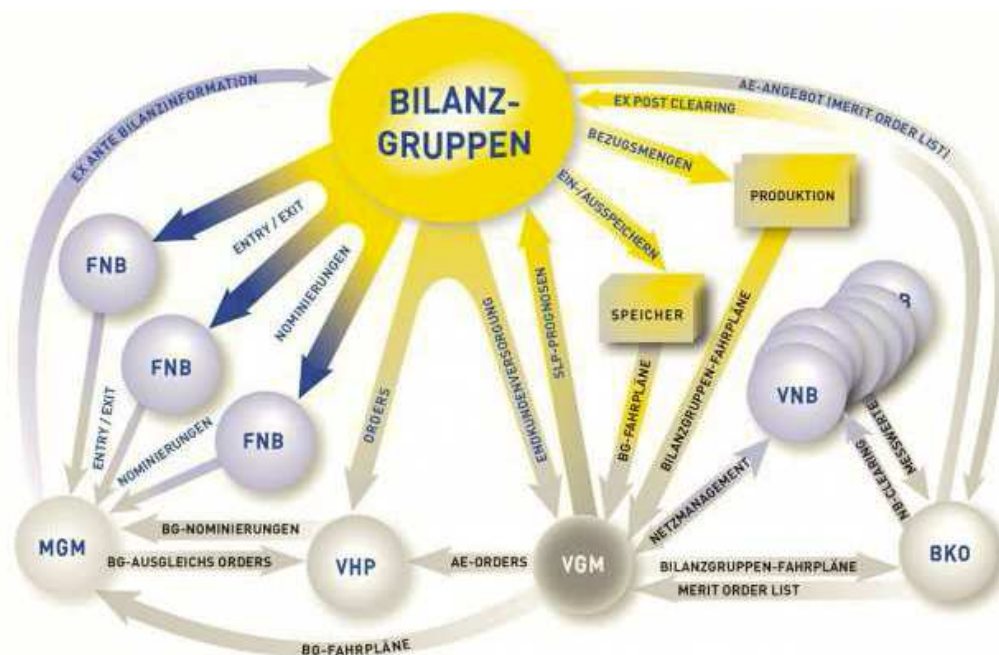 BILANZ-
GRUPPEN
EX ANTE BILANZINFORMATION
AE-ANGEBOT (MERIT ORDER LIST)
EX POST CLEARING
BEZUGSMENGEN
EIN-/AUSSPEICHERN
PRODUKTION
ENTRY / EXIT
NOMINIERUNGEN
FNB
FNB
FNB
SPEICHER
ORDERS
ENDKUNDENVERSORGUNG
SLP-PROGNOSEN
BG-FAHRPLÄNE
BILANZGRUPPEN-FAHRPLÄNE
B
VNB
ENTRY / EXIT
NOMINIERUNGEN
NETZMANAGEMENT
MESSWERTE
NB-CLEARING
MGM
BG-NOMINIERUNGEN
BG-AUSGLEICHS ORDERS
VHP
AE-ORDERS
VGM
BILANZGRUPPEN-FAHRPLÄNE
MERIT ORDER LIST
BKO
BG-FAHRPLÄNE